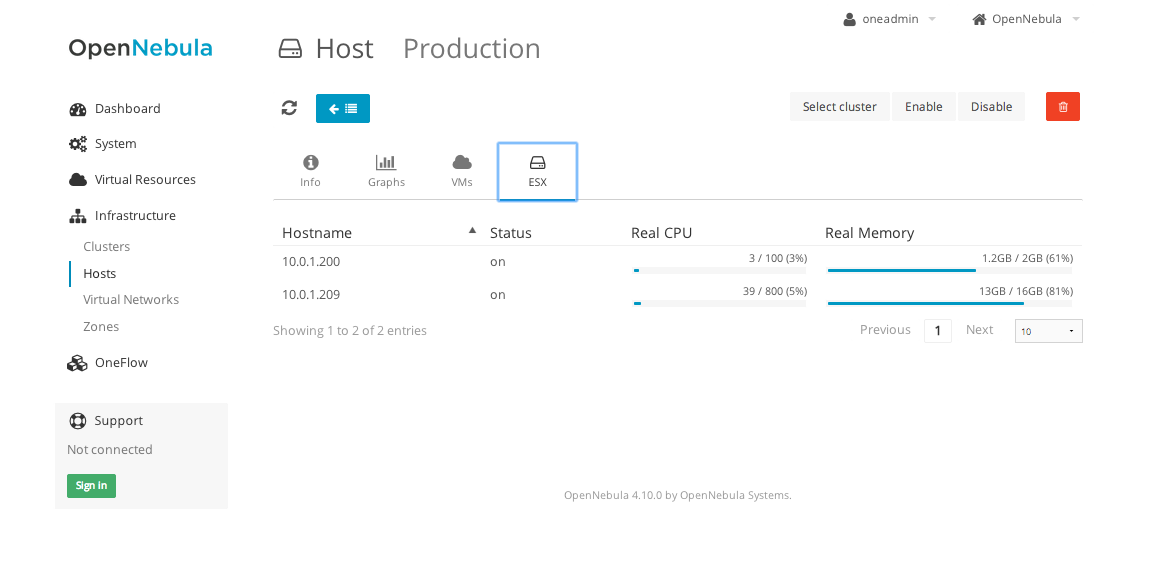 oneadmin OpenNebula
OpenNebula
Host Production
Select cluster Enable Disable
Dashboard
System
Virtual Resources
Infrastructure
Clusters
Hosts
Virtual Networks
Zones
OneFlow
Support
Not connected
Sign in
Info Graphs VMs ESX
Hostname Status Real CPU Real Memory
10.0.1.200 on 3 / 100 (3%) 1.2GB / 2GB (61%)
10.0.1.209 on 39 / 800 (5%) 13GB / 16GB (81%)
Showing 1 to 2 of 2 entries Previous 1 Next 10
OpenNebula 4.10.0 by OpenNebula Systems.